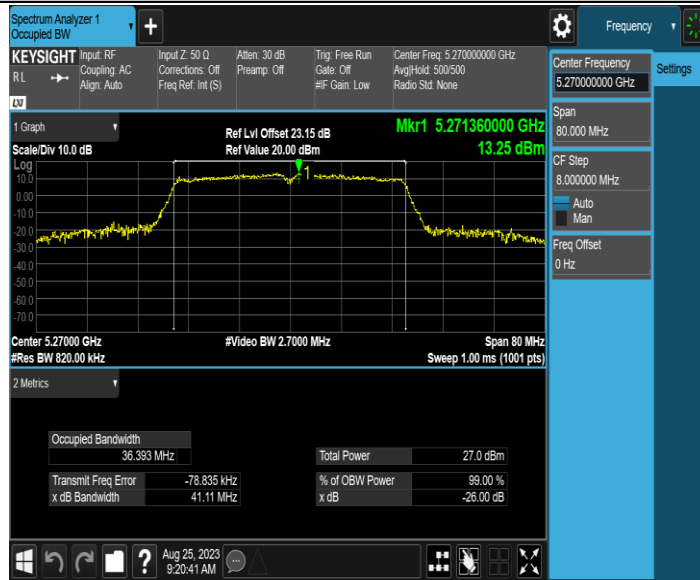 Spectrum Analyzer 1
Occupied BW
+
Frequency
KEYSIGHT
RL
LXI
Input: RF
Coupling: AC
Align: Auto
Input Z: 50 Ω
Corrections: Off
Freq Ref: Int (S)
Atten: 30 dB
Preamp: Off
Trig: Free Run
Gate: Off
#IF Gain: Low
Center Freq: 5.270000000 GHz
Avg|Hold: 500/500
Radio Std: None
Center Frequency
5.270000000 GHz
Settings
Span
80.000 MHz
CF Step
8.000000 MHz
Auto
Man
Freq Offset
0 Hz
1 Graph
Scale/Div 10.0 dB
Ref Lvl Offset 23.15 dB
Ref Value 20.00 dBm
Mkr1 5.271360000 GHz
13.25 dBm
Log
10.0
0.00
-10.0
-20.0
-30.0
-40.0
-50.0
-60.0
-70.0
1
Center 5.27000 GHz
#Res BW 820.00 kHz
#Video BW 2.7000 MHz
Span 80 MHz
Sweep 1.00 ms (1001 pts)
2 Metrics
Occupied Bandwidth
36.393 MHz
Total Power 27.0 dBm
Transmit Freq Error -78.835 kHz
% of OBW Power 99.00 %
x dB Bandwidth 41.11 MHz
x dB -26.00 dB
?
Aug 25, 2023
9:20:41 AM